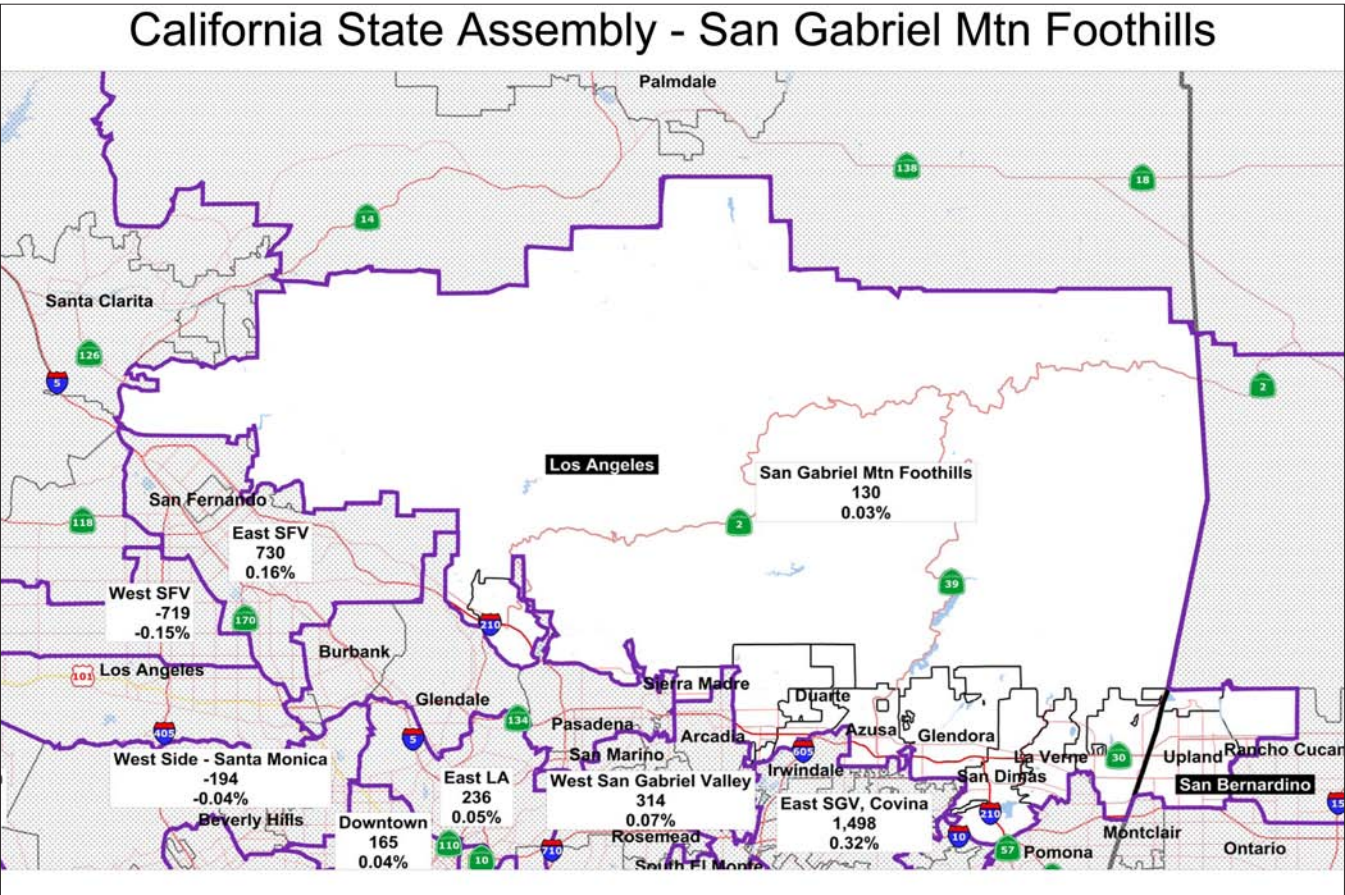 California State Assembly - San Gabriel Mtn Foothills
Palmdale
138
18
14
Santa Clarita
126
5
2
Los Angeles
San Gabriel Mtn Foothills
130
0.03%
San Fernando
118
2
East SFV
730
0.16%
39
West SFV
-719
-0.15%
170
210
Burbank
Los Angeles
101
Sierra Madre
Duarte
Glendale
134
Pasadena
Arcadia
Azusa
Glendora
405
5
605
San Marino
La Verne
30
Upland
Rancho Cucam
West Side - Santa Monica
-194
-0.04%
East LA
236
0.05%
West San Gabriel Valley
314
0.07%
Irwindale
San Dimas
San Bernardino
East SGV, Covina
1,498
0.32%
210
15
Beverly Hills
Downtown
165
0.04%
110
10
710
Rosemead
South El Monte
10
57
Pomona
Montclair
Ontario